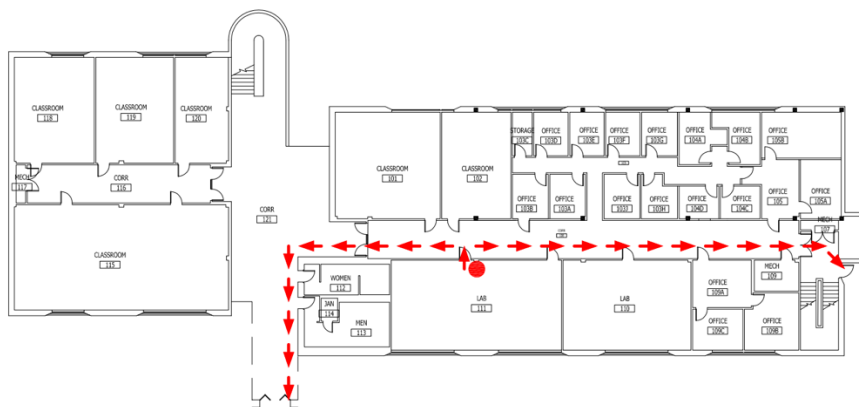 CLASSROOM
118
CLASSROOM
119
CLASSROOM
120
MECH
117
CORR
116
CLASSROOM
115
CORR
121
CLASSROOM
101
CLASSROOM
102
STORAGE
103C
OFFICE
103D
OFFICE
103E
OFFICE
103F
OFFICE
103G
OFFICE
104A
OFFICE
104B
OFFICE
105B
OFFICE
103B
OFFICE
103A
OFFICE
103J
OFFICE
103H
OFFICE
104D
OFFICE
104C
OFFICE
105
OFFICE
105A
MECH
107
WOMEN
112
JAN
114
MEN
113
LAB
111
LAB
110
OFFICE
109A
MECH
109
OFFICE
109C
OFFICE
109B